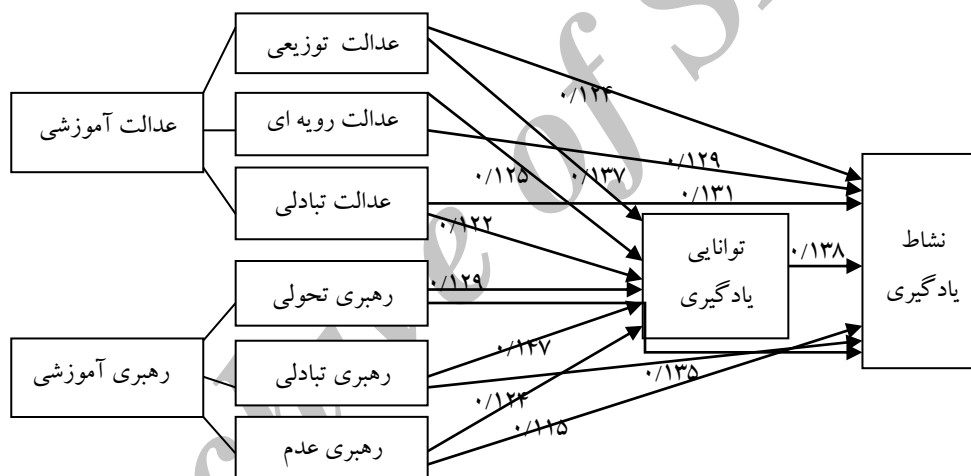 عدالت توزیعی
۰/۱۲۴
عدالت رویه ای
عدالت آموزشی
۰/۱۲۹
۰/۱۲۵
۰/۱۳۷
۰/۱۳۱
عدالت تبادلی
۰/۱۲۲
توانایی
یادگیری
۰/۱۳۸
نشاط
یادگیری
رهبری تحولی
۰/۱۲۹
۰/۱۴۷
رهبری تبادلی
رهبری آموزشی
۰/۱۳۵
۰/۱۲۴
۰/۱۱۵
رهبری عدم
of